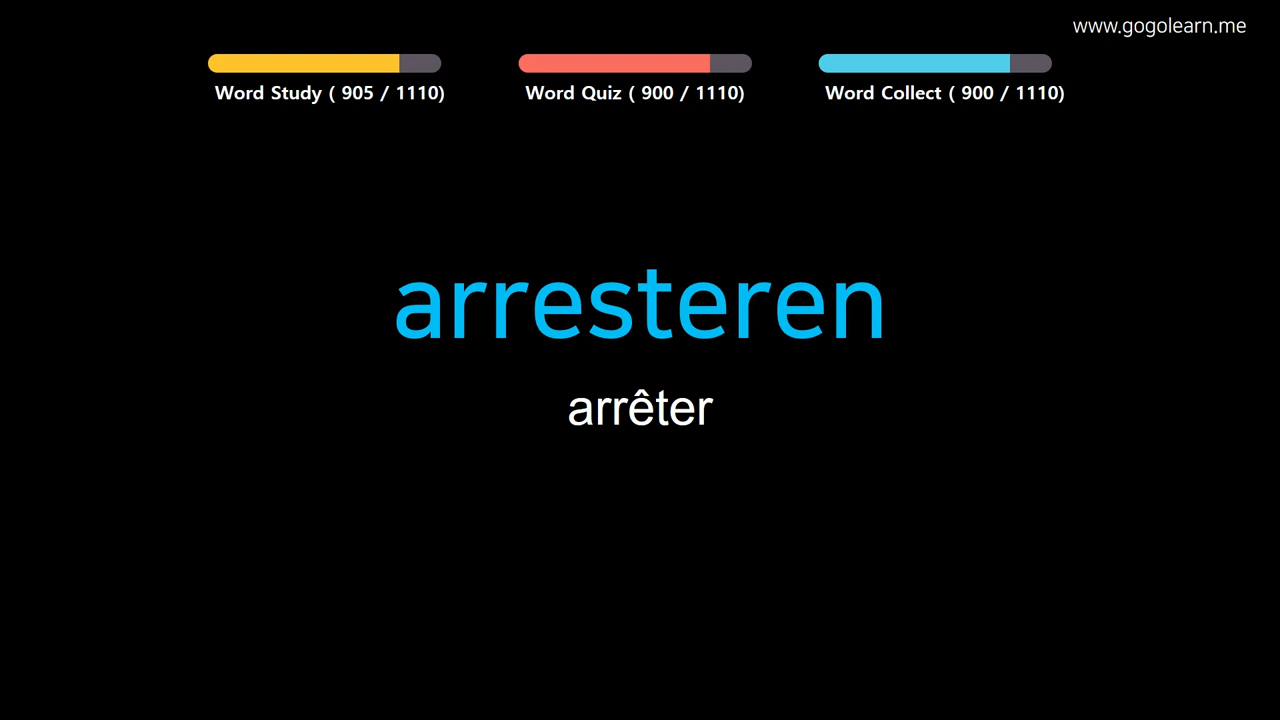 www.gogolearn.me
Word Study ( 905 / 1110)
Word Quiz ( 900 / 1110)
Word Collect ( 900 / 1110)
arresteren
arrêter